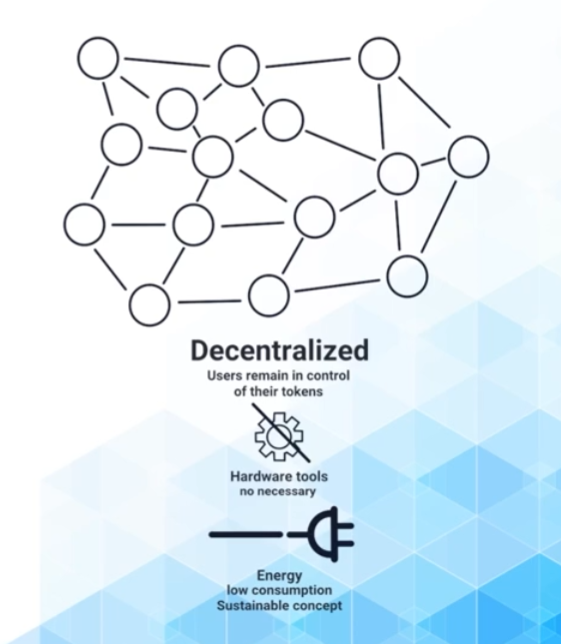 Decentralized
Users remain in control
of their tokens
Hardware tools
no necessary
Energy
low consumption
Sustainable concept